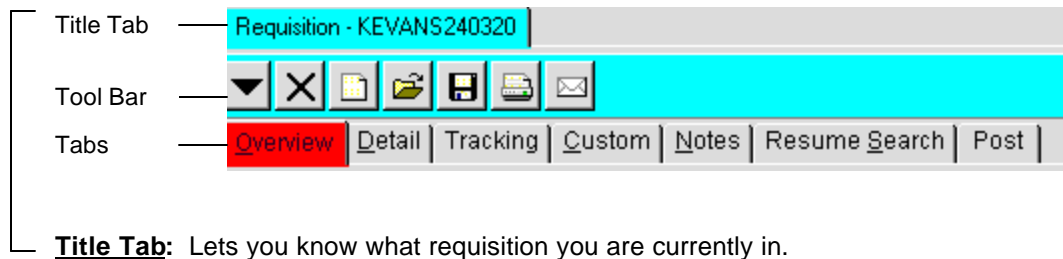 Title Tab
Requisition - KEVANS240320
Tool Bar
Tabs
Overview Detail Tracking Custom Notes Resume Search Post
Title Tab: Lets you know what requisition you are currently in.